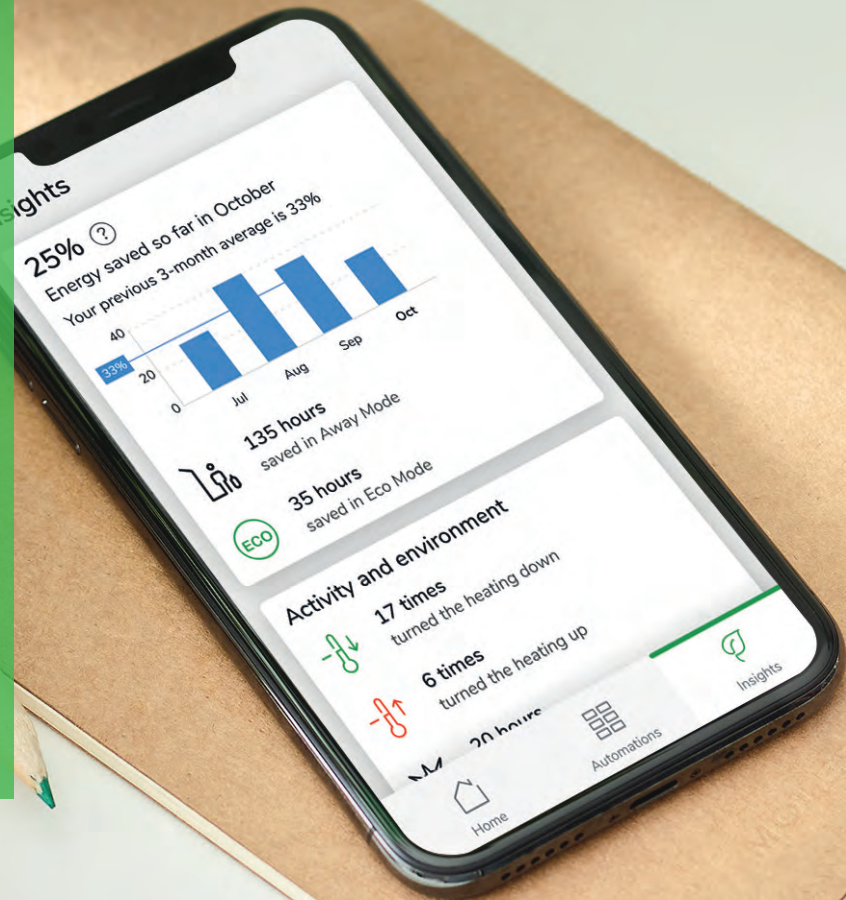 sights
25% ?
Energy saved so far in October
Your previous 3-month average is 33%
40
33%
20
0
Jul
Aug
Sep
Oct
135 hours
saved in Away Mode
ECO
35 hours
saved in Eco Mode
Activity and environment
17 times
turned the heating down
6 times
turned the heating up
20 hours
Home
Automations
Insights